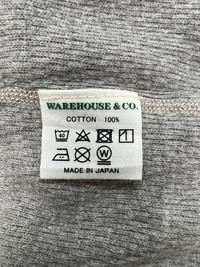 WAREHOUSE & CO.
COTTON 100%
40
W
MADE IN JAPAN